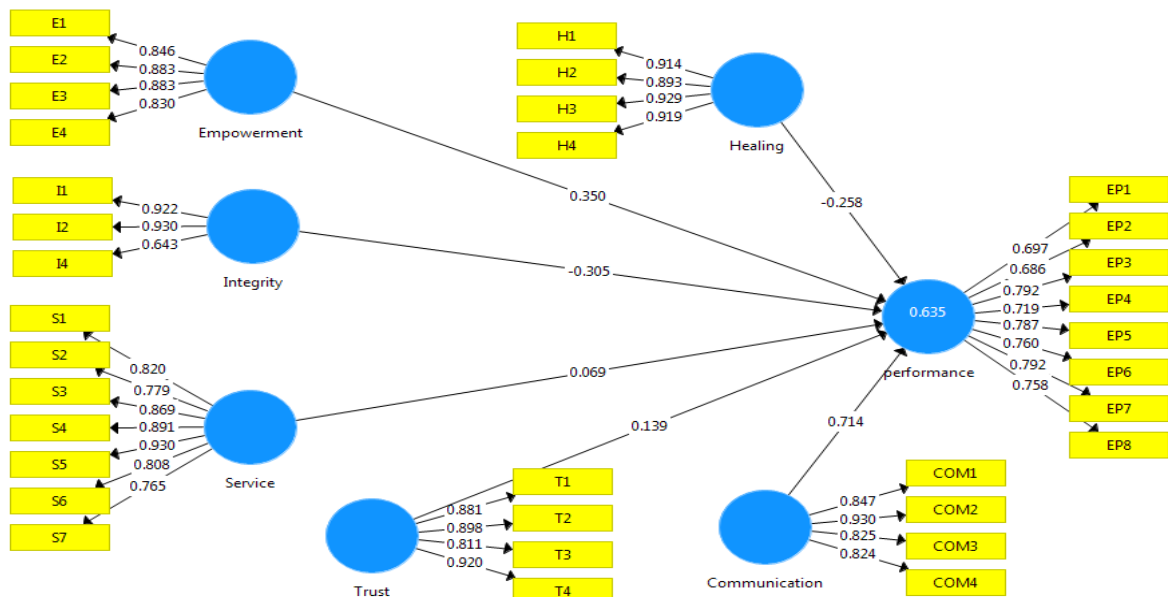 E1
E2
E3
E4
0.846
0.883
0.883
0.830
Empowerment
H1
H2
H3
H4
0.914
0.893
0.929
0.919
Healing
I1
I2
I4
0.922
0.930
0.643
Integrity
0.350
-0.258
-0.305
S1
S2
S3
S4
S5
S6
S7
0.820
0.779
0.869
0.891
0.930
0.808
0.765
Service
0.069
0.139
0.714
0.635
performance
0.697
0.686
0.792
0.719
0.787
0.760
0.792
0.758
EP1
EP2
EP3
EP4
EP5
EP6
EP7
EP8
Trust
0.881
0.898
0.811
0.920
T1
T2
T3
T4
Communication
0.847
0.930
0.825
0.824
COM1
COM2
COM3
COM4